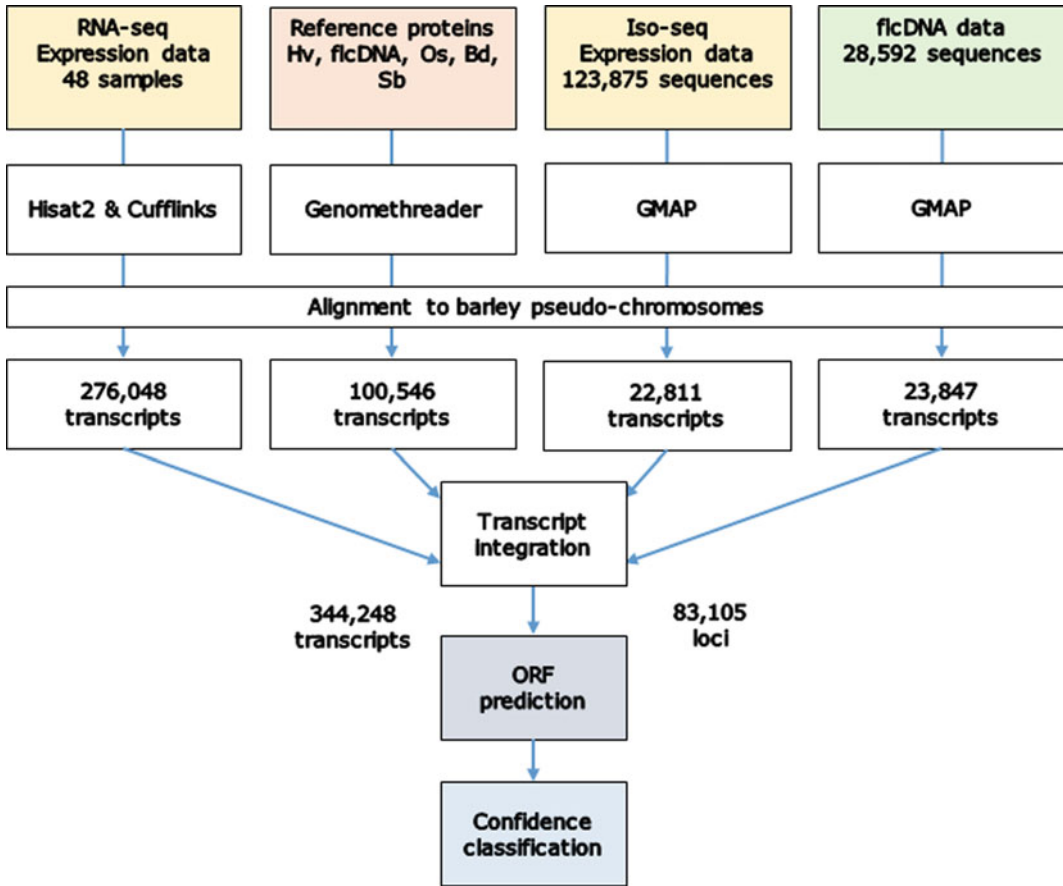 RNA-seq
Expression data
48 samples
Reference proteins
Hv, flcDNA, Os, Bd,
Sb
Iso-seq
Expression data
123,875 sequences
flcDNA data
28,592 sequences
Hisat2 & Cufflinks
Genomethreader
GMAP
GMAP
Alignment to barley pseudo-chromosomes
276,048
transcripts
100,546
transcripts
22,811
transcripts
23,847
transcripts
Transcript
integration
344,248
transcripts
83,105
loci
ORF
prediction
Confidence
classification